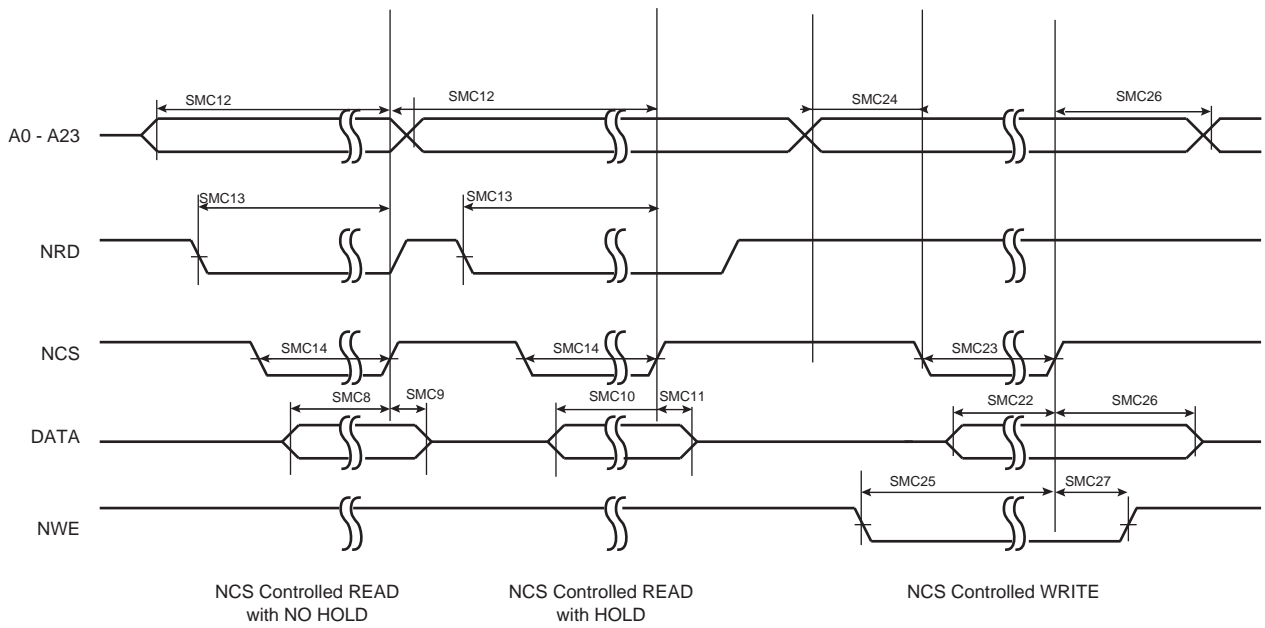 SMC12
SMC12
SMC24
SMC26
A0 - A23
SMC13
SMC13
NRD
NCS
SMC14
SMC14
SMC23
SMC8
SMC9
SMC10
SMC11
SMC22
SMC26
DATA
SMC25
SMC27
NWE
NCS Controlled READ
with NO HOLD
NCS Controlled READ
with HOLD
NCS Controlled WRITE